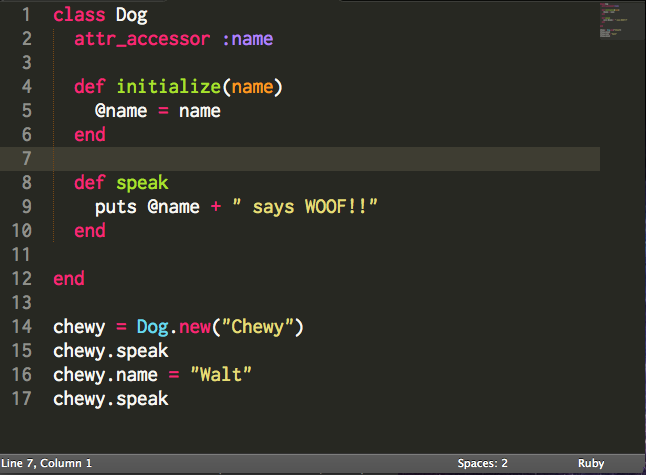 1 class Dog
2   attr_accessor :name
3
4   def initialize(name)
5     @name = name
6   end
7
8   def speak
9     puts @name + " says WOOF!!"
10   end
11
12 end
13
14 chewy = Dog.new("Chewy")
15 chewy.speak
16 chewy.name = "Walt"
17 chewy.speak
Line 7, Column 1 Spaces: 2 Ruby